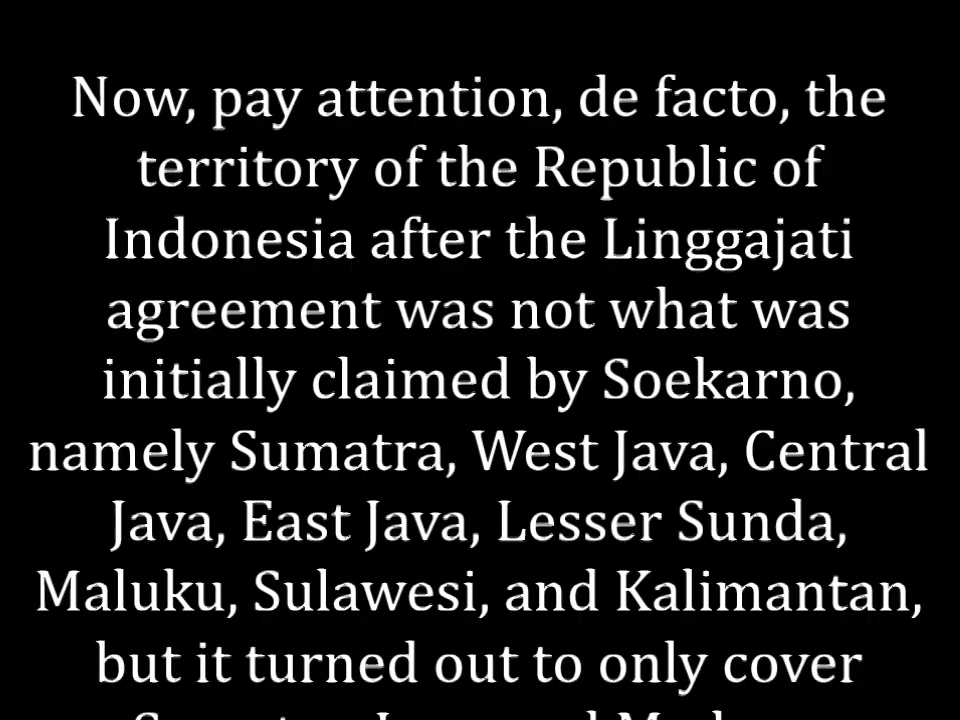 Now, pay attention, de facto, the
territory of the Republic of
Indonesia after the Linggajati
agreement was not what was
initially claimed by Soekarno,
namely Sumatra, West Java, Central
Java, East Java, Lesser Sunda,
Maluku, Sulawesi, and Kalimantan,
but it turned out to only cover